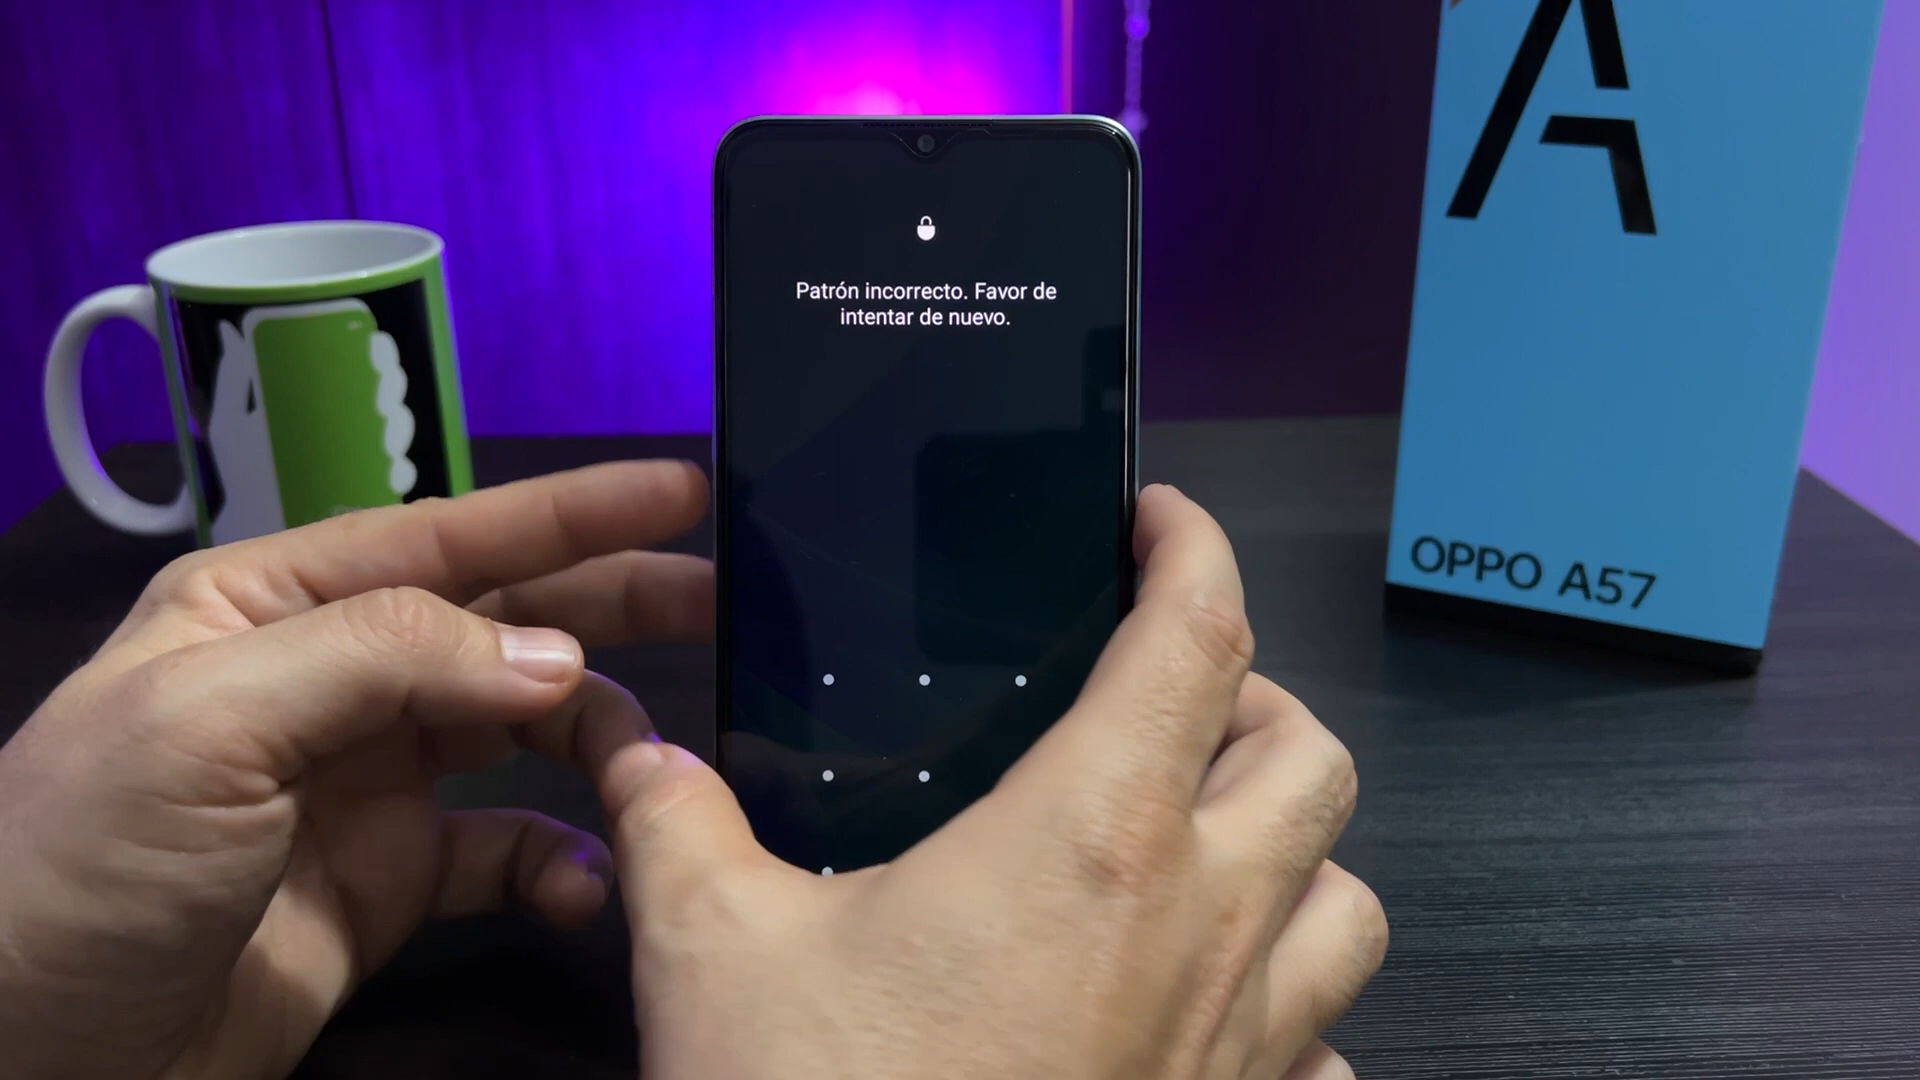 Patrón incorrecto. Favor de
intentar de nuevo.
A
OPPO A57